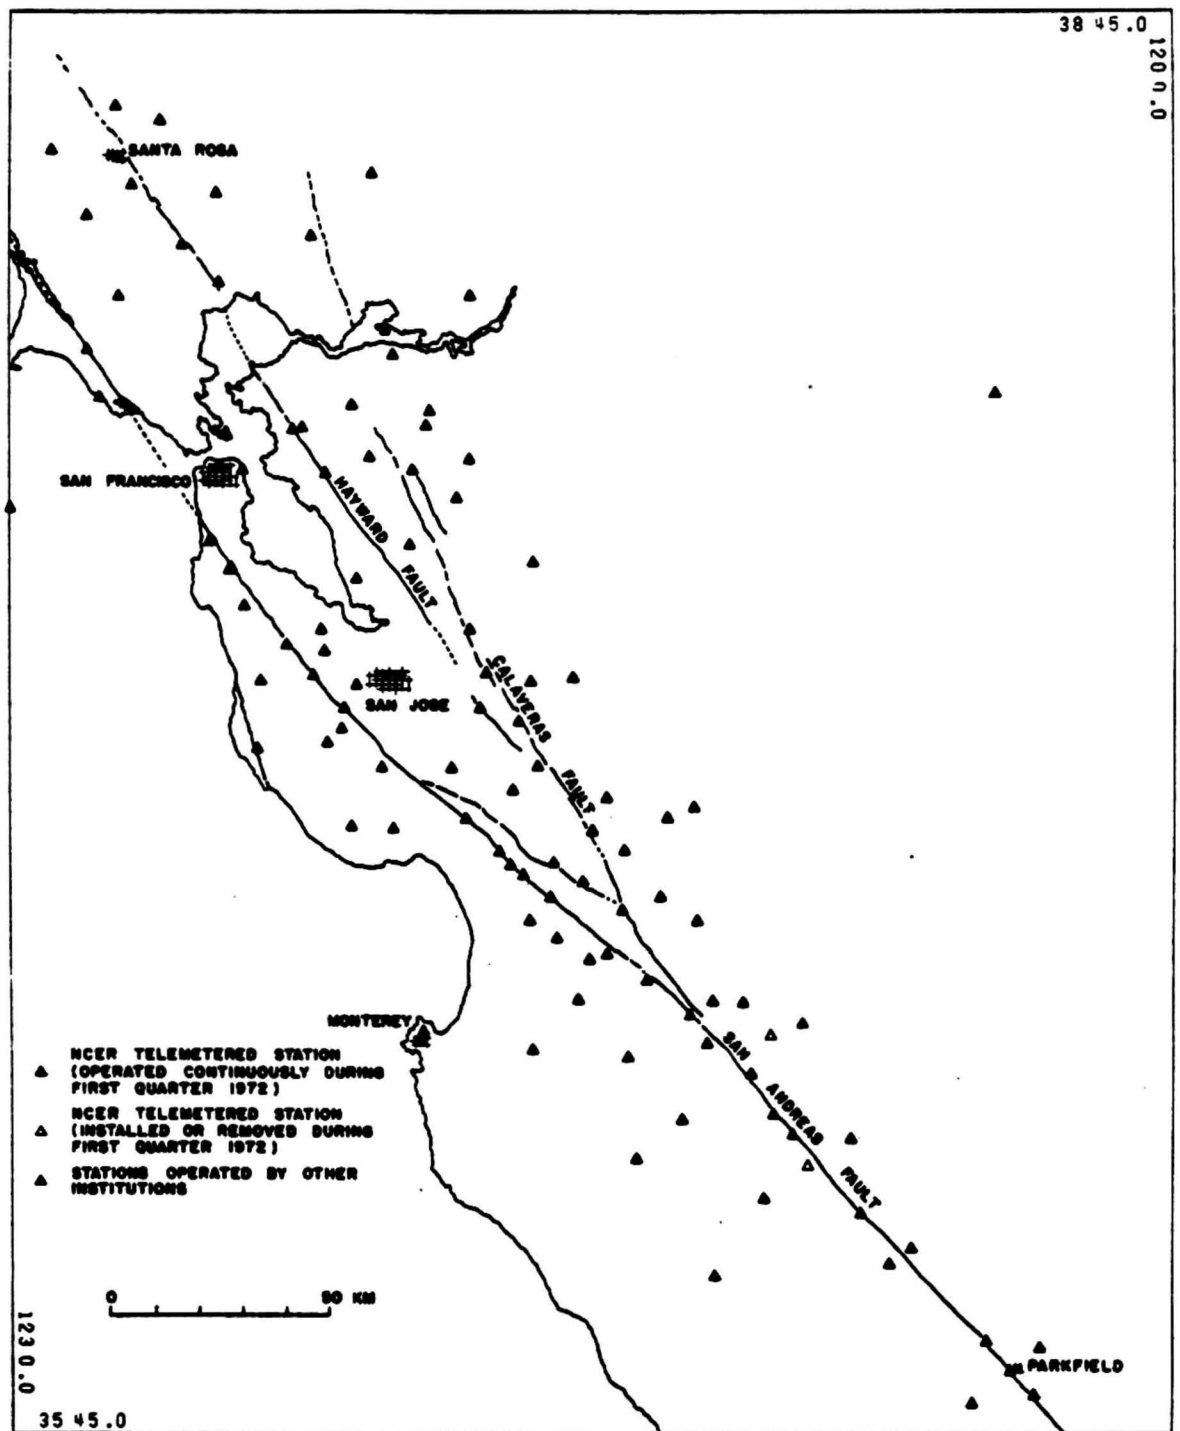 38 45.0
120 0.0
SANTA ROSA
SAN FRANCISCO
HAYWARD FAULT
CALAVERAS FAULT
SAN JOSE
MONTEREY
NCER TELEMETERED STATION
(OPERATED CONTINUOUSLY DURING
FIRST QUARTER 1972)
NCER TELEMETERED STATION
(INSTALLED OR REMOVED DURING
FIRST QUARTER 1972)
STATIONS OPERATED BY OTHER
INSTITUTIONS
SAN ANDREAS FAULT
0 50 KM
PARKFIELD
123 0.0
35 45.0